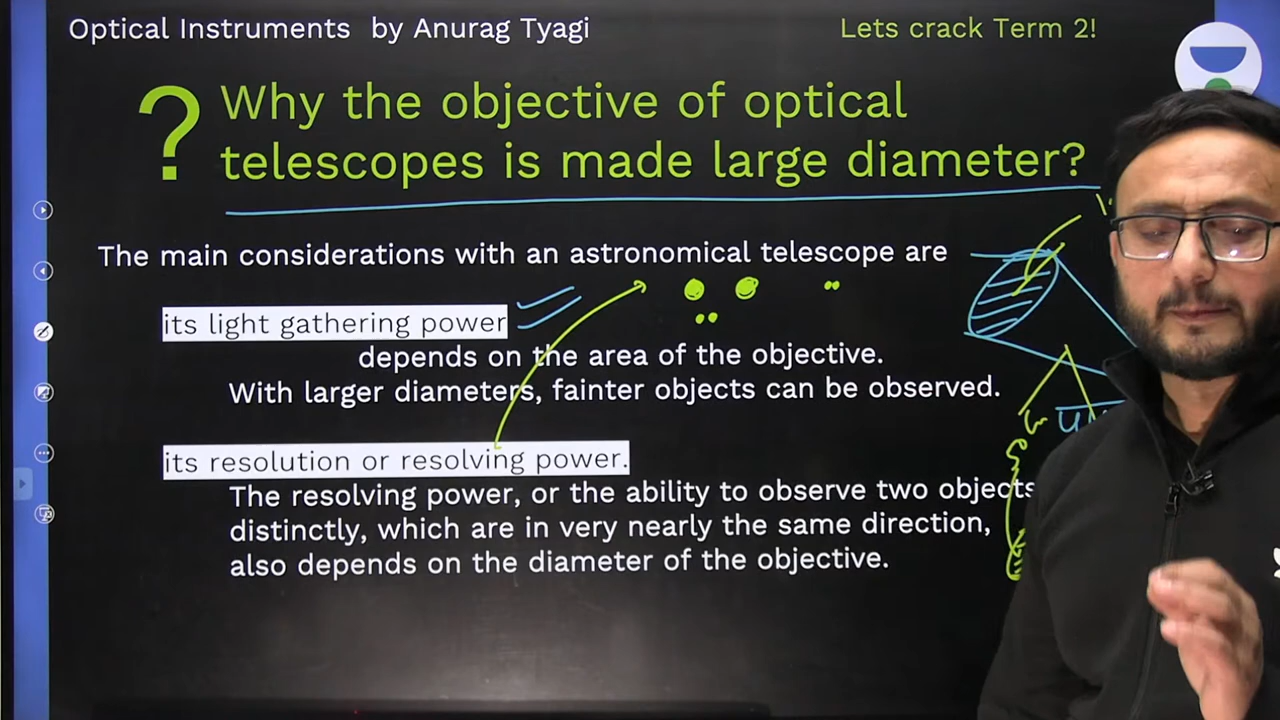 Optical Instruments by Anurag Tyagi
Lets crack Term 2!
? Why the objective of optical
telescopes is made large diameter?
The main considerations with an astronomical telescope are
its light gathering power
depends on the area of the objective.
With larger diameters, fainter objects can be observed.
its resolution or resolving power.
The resolving power, or the ability to observe two objects
distinctly, which are in very nearly the same direction,
also depends on the diameter of the objective.